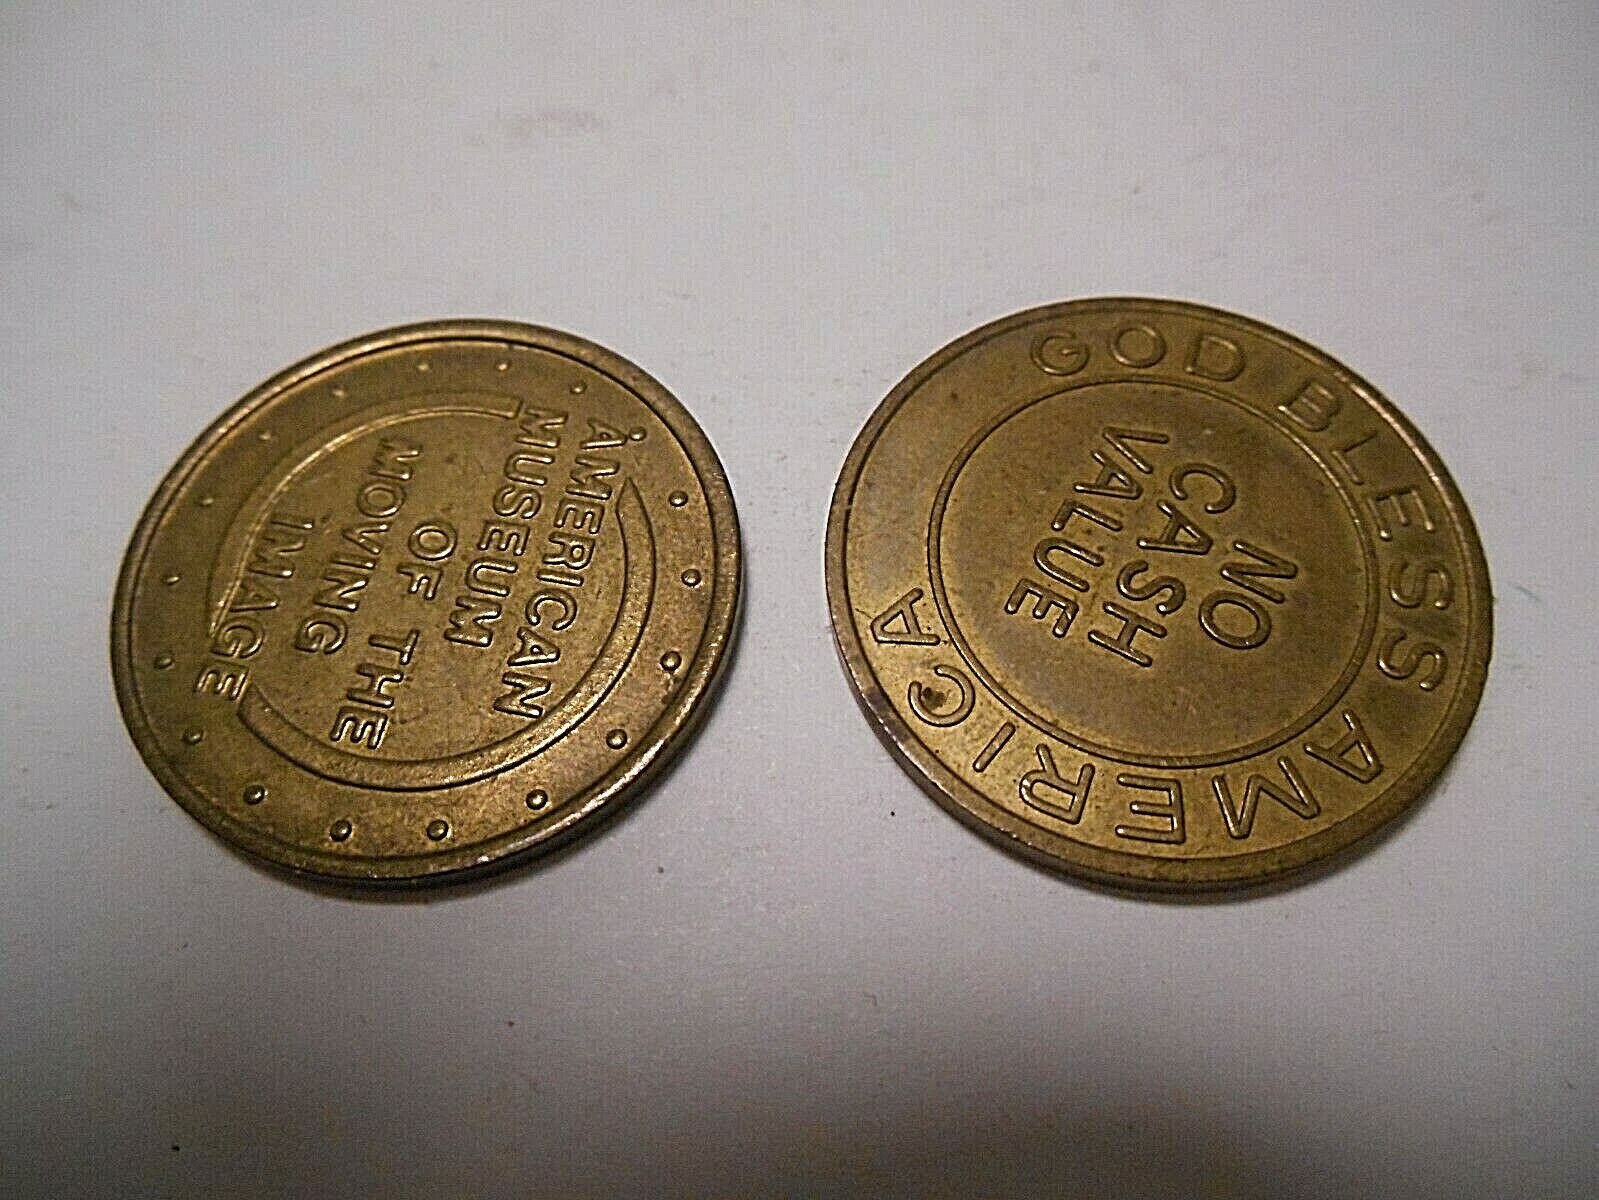 AMERICAN
MUSEUM
OF THE
MOVING
IMAGE
GOD BLESS AMERICA
NO
CASH
VALUE